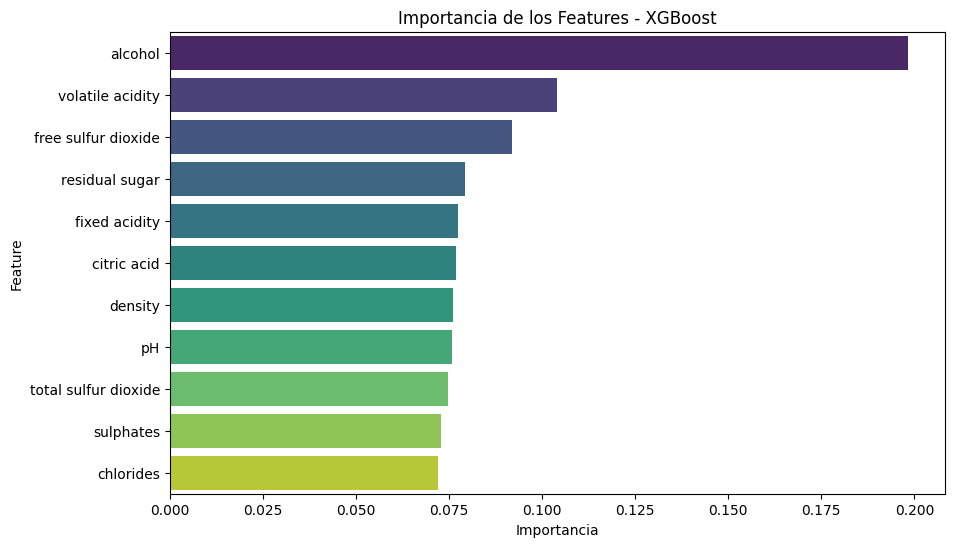 Importancia de los Features - XGBoost
Feature
alcohol
volatile acidity
free sulfur dioxide
residual sugar
fixed acidity
citric acid
density
pH
total sulfur dioxide
sulphates
chlorides
0.000 0.025 0.050 0.075 0.100 0.125 0.150 0.175 0.200
Importancia